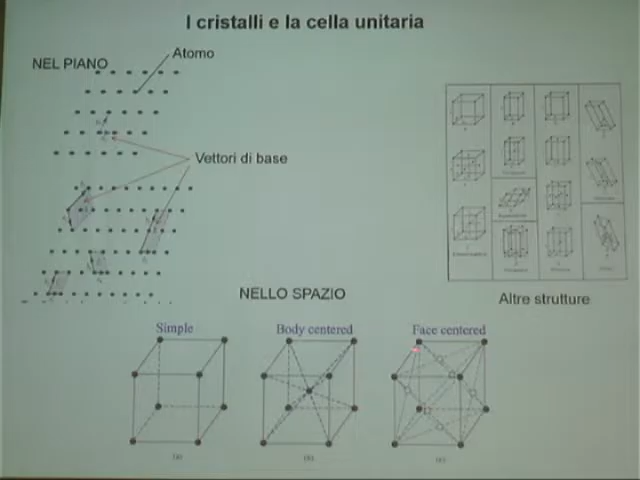 I cristalli e la cella unitaria
NEL PIANO
Atomo
Vettori di base
NELLO SPAZIO
Altre strutture
Simple
Body centered
Face centered
(a)
(b)
(c)